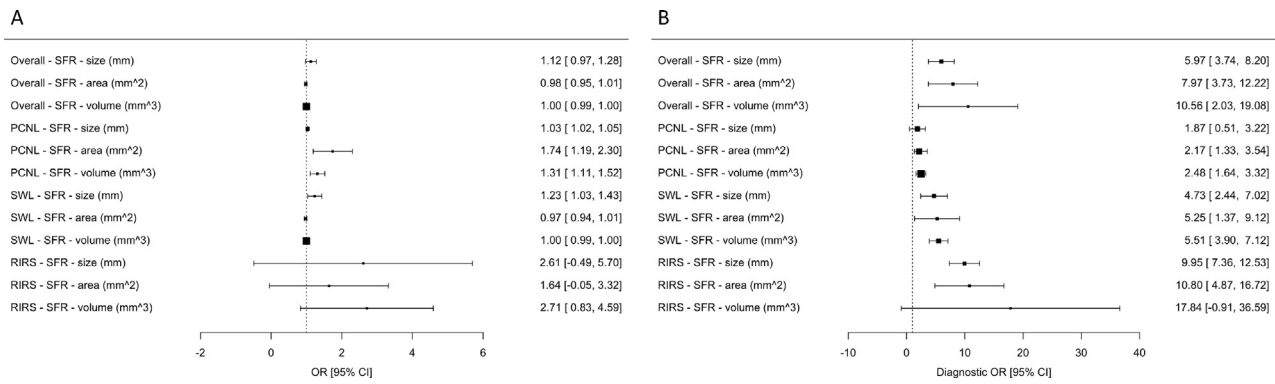 A
Overall - SFR - size (mm) 1.12 [ 0.97, 1.28]
Overall - SFR - area (mm^2) 0.98 [ 0.95, 1.01]
Overall - SFR - volume (mm^3) 1.00 [ 0.99, 1.00]
PCNL - SFR - size (mm) 1.03 [ 1.02, 1.05]
PCNL - SFR - area (mm^2) 1.74 [ 1.19, 2.30]
PCNL - SFR - volume (mm^3) 1.31 [ 1.11, 1.52]
SWL - SFR - size (mm) 1.23 [ 1.03, 1.43]
SWL - SFR - area (mm^2) 0.97 [ 0.94, 1.01]
SWL - SFR - volume (mm^3) 1.00 [ 0.99, 1.00]
RIRS - SFR - size (mm) 2.61 [-0.49, 5.70]
RIRS - SFR - area (mm^2) 1.64 [-0.05, 3.32]
RIRS - SFR - volume (mm^3) 2.71 [ 0.83, 4.59]
-2 0 2 4 6
OR [95% CI]
B
Overall - SFR - size (mm) 5.97 [ 3.74, 8.20]
Overall - SFR - area (mm^2) 7.97 [ 3.73, 12.22]
Overall - SFR - volume (mm^3) 10.56 [ 2.03, 19.08]
PCNL - SFR - size (mm) 1.87 [ 0.51, 3.22]
PCNL - SFR - area (mm^2) 2.17 [ 1.33, 3.54]
PCNL - SFR - volume (mm^3) 2.48 [ 1.64, 3.32]
SWL - SFR - size (mm) 4.73 [ 2.44, 7.02]
SWL - SFR - area (mm^2) 5.25 [ 1.37, 9.12]
SWL - SFR - volume (mm^3) 5.51 [ 3.90, 7.12]
RIRS - SFR - size (mm) 9.95 [ 7.36, 12.53]
RIRS - SFR - area (mm^2) 10.80 [ 4.87, 16.72]
RIRS - SFR - volume (mm^3) 17.84 [-0.91, 36.59]
-10 0 10 20 30 40
Diagnostic OR [95% CI]